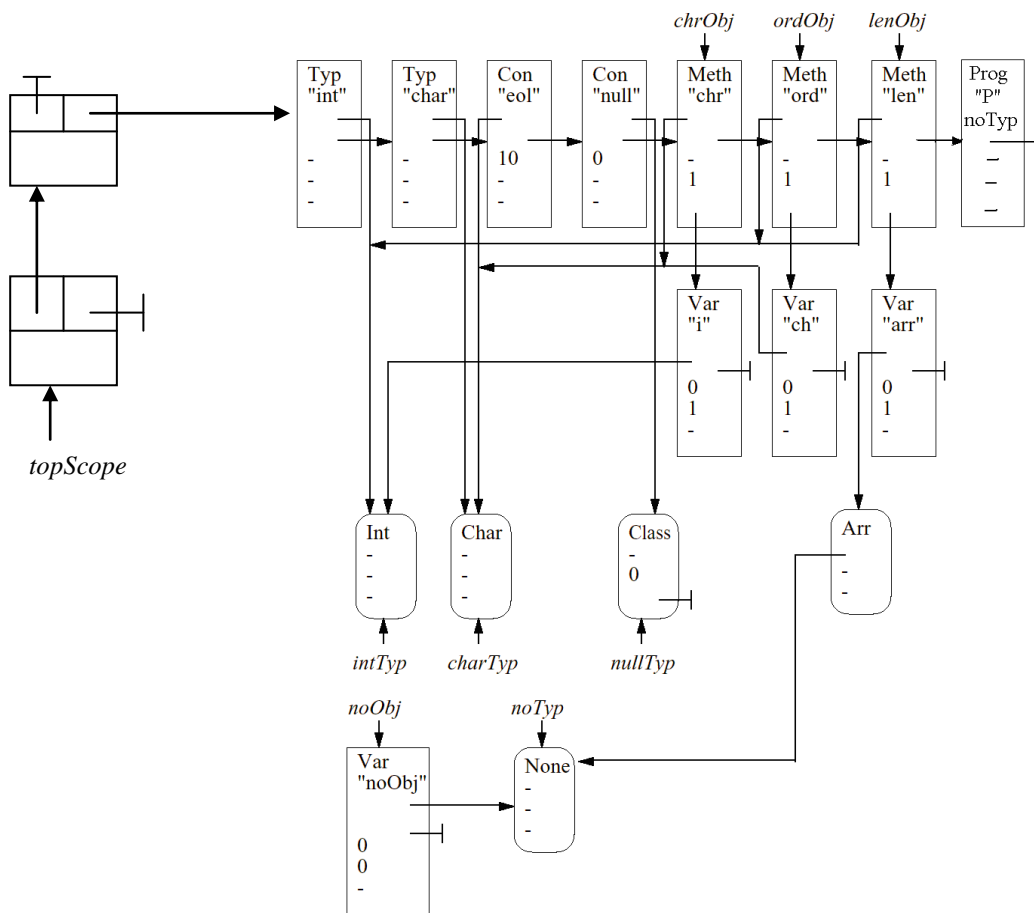 chrObj ordObj lenObj
Typ
"int"
-
-
-
Typ
"char"
-
-
-
Con
"eol"
10
-
-
Con
"null"
0
-
-
Meth
"chr"
-
1
Meth
"ord"
-
1
Meth
"len"
-
1
Prog
"P"
noTyp
-
-
-
Var
"i"
0
1
-
Var
"ch"
0
1
-
Var
"arr"
0
1
-
topScope
Int
-
-
-
Char
-
-
-
Class
-
0
Arr
-
-
intTyp charTyp nullTyp
noObj noTyp
Var
"noObj"
0
0
-
None
-
-
-